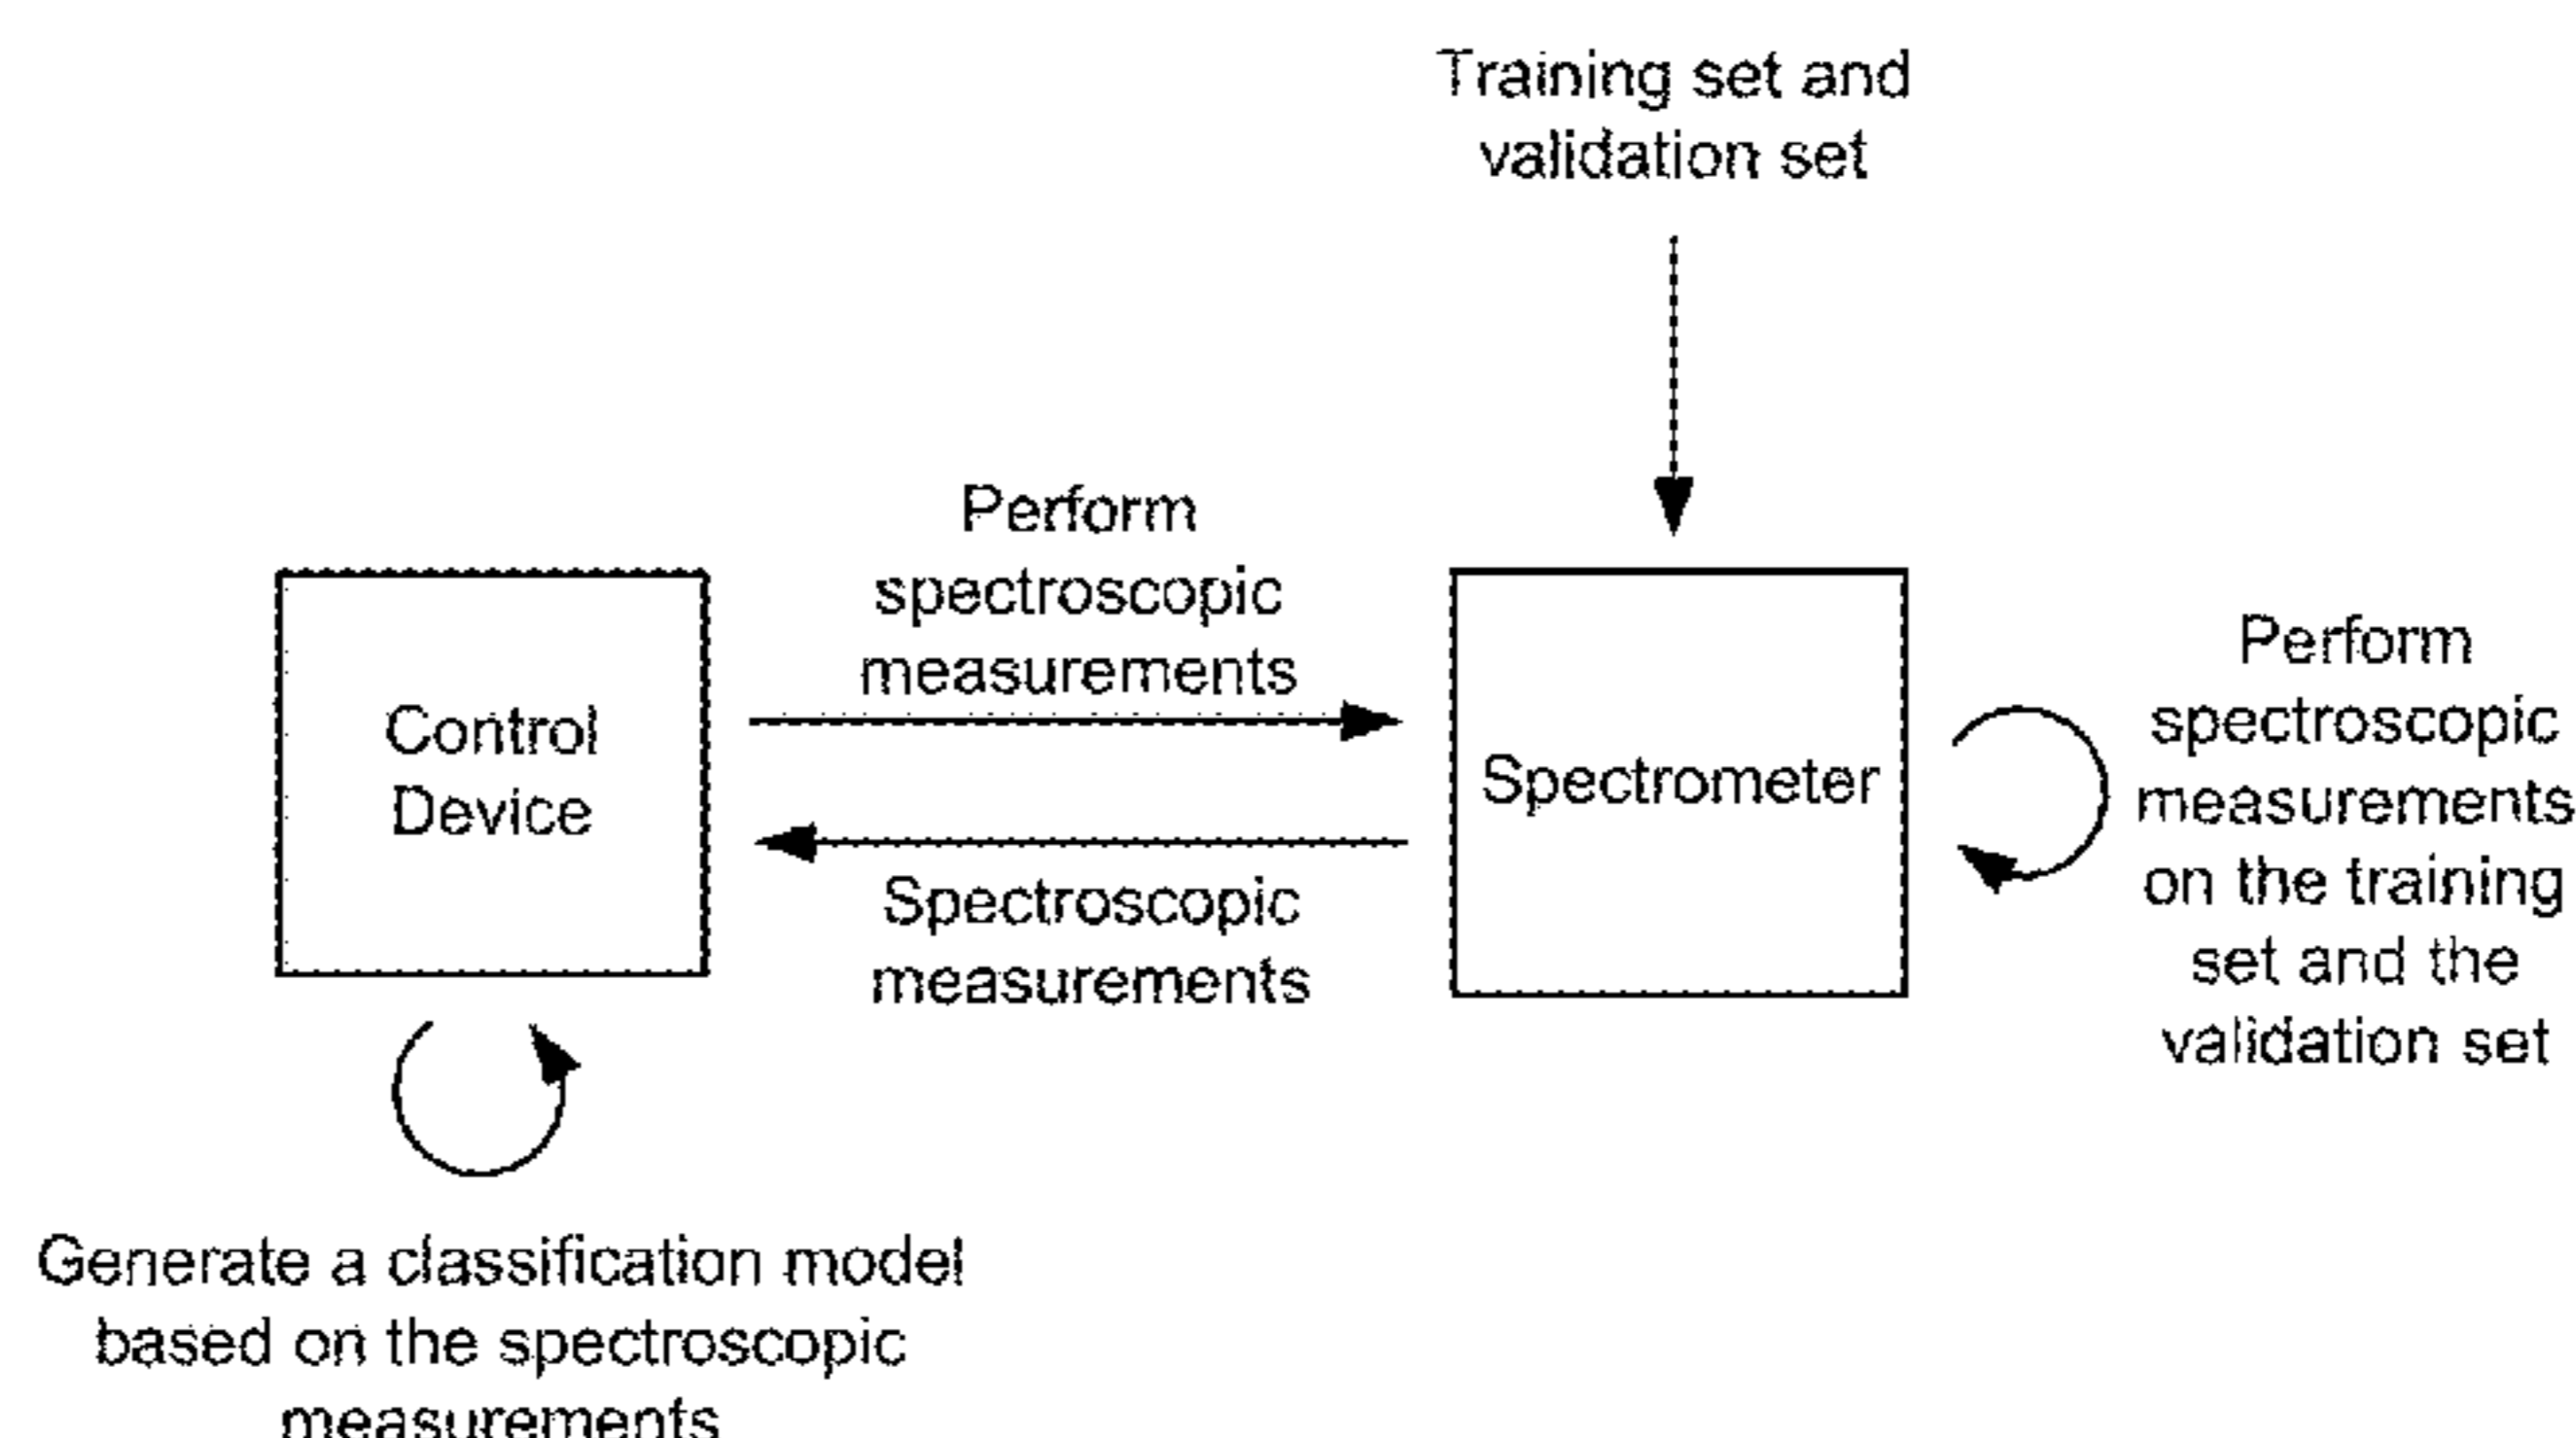 Training set and
validation set
Perform
spectroscopic
measurements
Control
Device
Spectrometer
Spectroscopic
measurements
Perform
spectroscopic
measurements
on the training
set and the
validation set
Generate a classification model
based on the spectroscopic
measurements